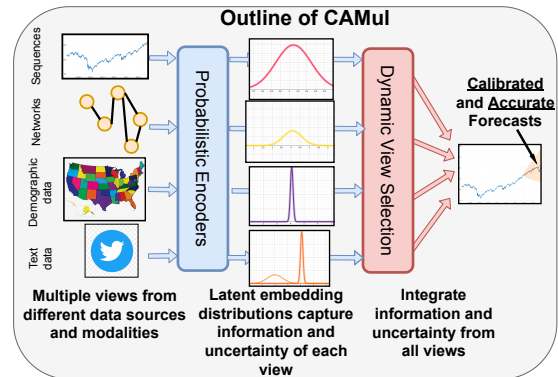 Outline of CAMul
Sequences
Networks
Demographic
data
Text
data
Probabilistic Encoders
Dynamic View Selection
Calibrated
and Accurate
Forecasts
Multiple views from
different data sources
and modalities
Latent embedding
distributions capture
information and
uncertainty of each
view
Integrate
information and
uncertainty from
all views